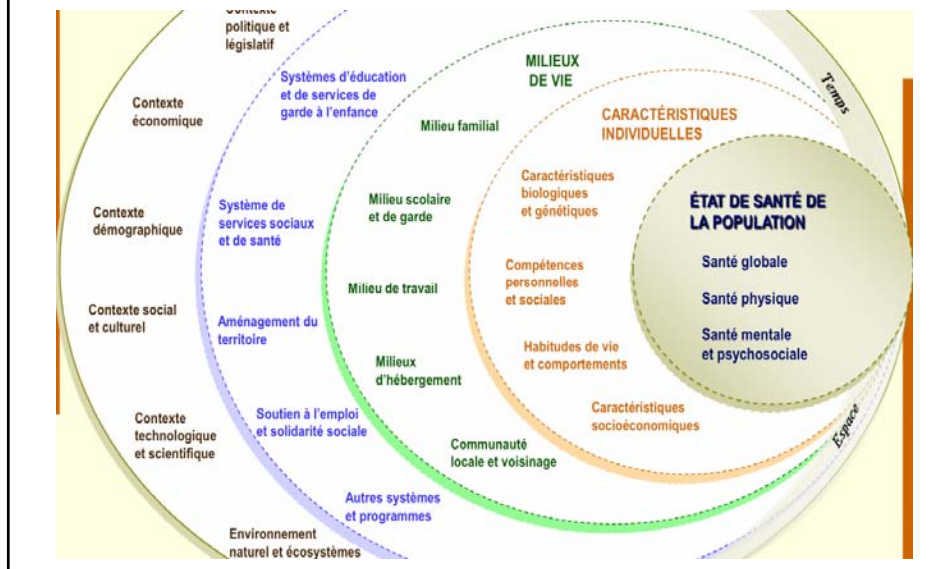 Contexte
politique et
législatif
Contexte
économique
Contexte
démographique
Contexte social
et culturel
Contexte
technologique
et scientifique
Environnement
naturel et écosystèmes
Systèmes d'éducation
et de services de
garde à l'enfance
Système de
services sociaux
et de santé
Aménagement du
territoire
Soutien à l'emploi
et solidarité sociale
Autres systèmes
et programmes
MILIEUX
DE VIE
Milieu familial
Milieu scolaire
et de garde
Milieu de travail
Milieux
d'hébergement
Communauté
locale et voisinage
CARACTÉRISTIQUES
INDIVIDUELLES
Caractéristiques
biologiques
et génétiques
Compétences
personnelles
et sociales
Habitudes de vie
et comportements
Caractéristiques
socioéconomiques
ÉTAT DE SANTÉ DE
LA POPULATION
Santé globale
Santé physique
Santé mentale
et psychosociale
Temps
Espace